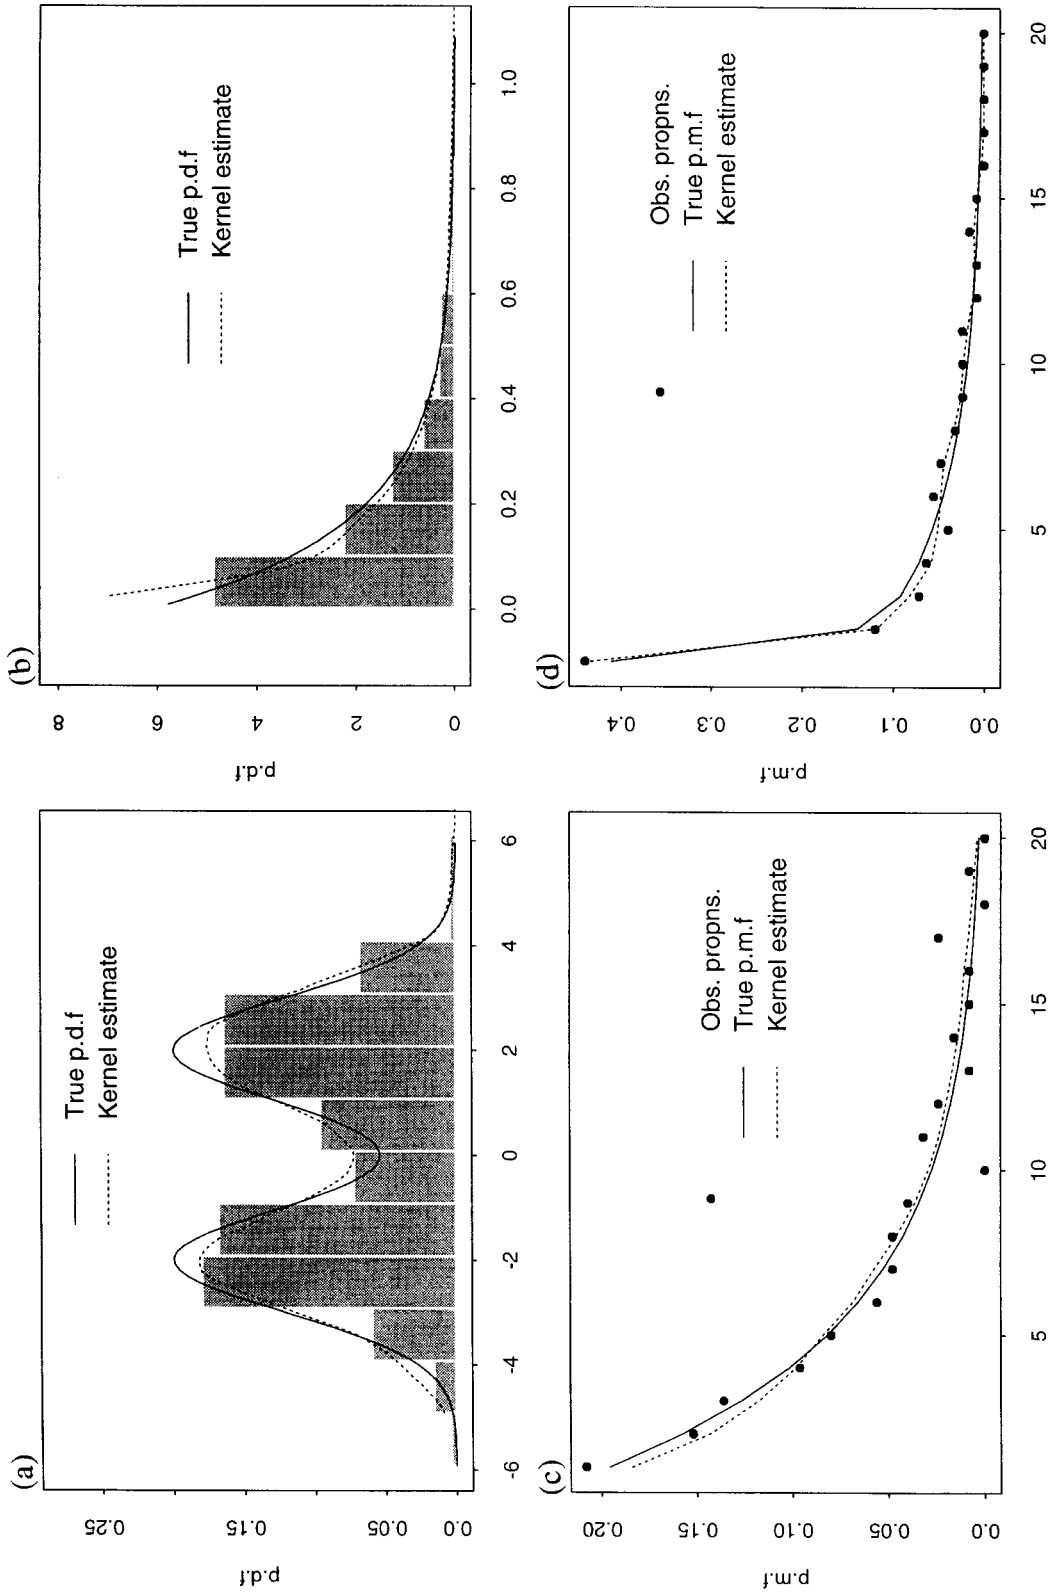 (a)
True p.d.f
Kernel estimate
p.d.f
0.25
0.15
0.05
0.0
-6
-4
-2
0
2
4
6
(b)
True p.d.f
Kernel estimate
p.d.f
8
6
4
2
0
0.0
0.2
0.4
0.6
0.8
1.0
(c)
Obs. propns.
True p.m.f
Kernel estimate
p.m.f
0.20
0.15
0.10
0.05
0.0
5
10
15
20
(d)
Obs. propns.
True p.m.f
Kernel estimate
p.m.f
0.4
0.3
0.2
0.1
0.0
5
10
15
20